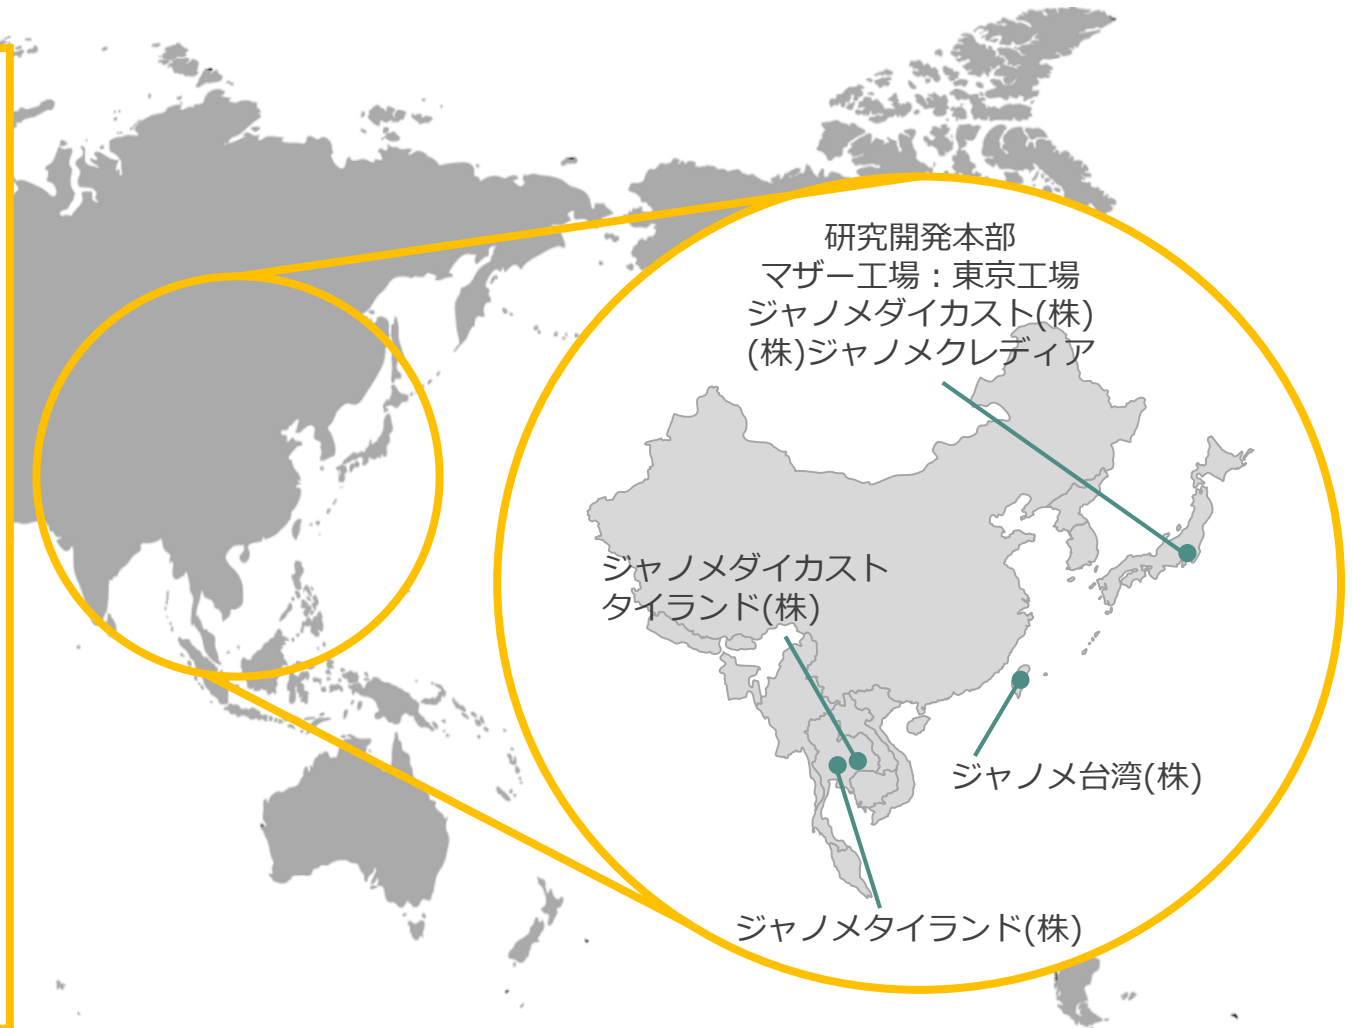 研究開発本部
マザー工場：東京工場
ジャノメダイカスト(株)
(株)ジャノメクレディア
ジャノメダイカスト
タイランド(株)
ジャノメ台湾(株)
ジャノメタイランド(株)